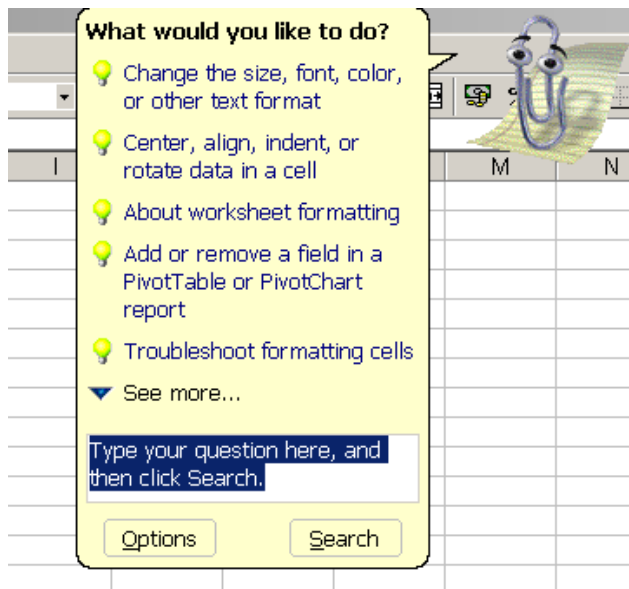 What would you like to do?
Change the size, font, color,
or other text format
Center, align, indent, or
rotate data in a cell
I
M
N
About worksheet formatting
Add or remove a field in a
PivotTable or PivotChart
report
Troubleshoot formatting cells
See more...
Type your question here, and
then click Search.
Options
Search